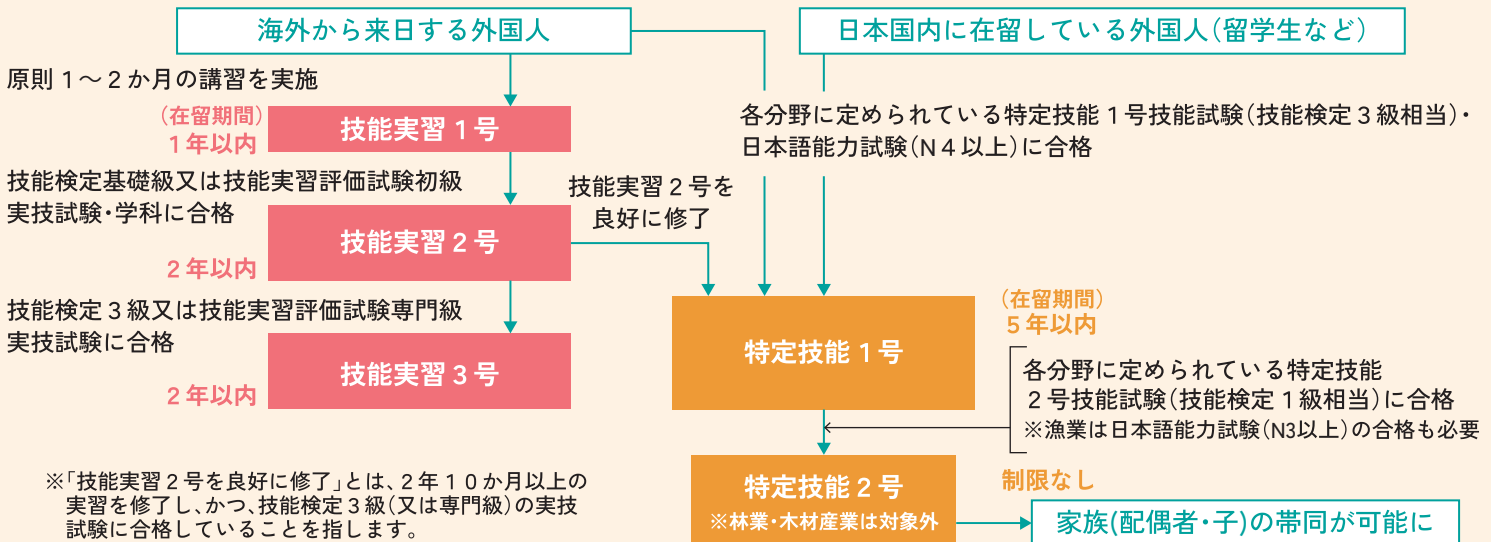 海外から来日する外国人
日本国内に在留している外国人（留学生など）
原則１～２か月の講習を実施
（在留期間）
１年以内
技能実習１号
各分野に定められている特定技能１号技能試験（技能検定３級相当）・
日本語能力試験（N４以上）に合格
技能検定基礎級又は技能実習評価試験初級
実技試験・学科に合格
技能実習２号を
良好に修了
技能実習２号
２年以内
技能検定３級又は技能実習評価試験専門級
実技試験に合格
技能実習３号
２年以内
特定技能１号
（在留期間）
５年以内
各分野に定められている特定技能
２号技能試験（技能検定１級相当）に合格
※漁業は日本語能力試験（N3以上）の合格も必要
※「技能実習２号を良好に修了」とは、２年１０か月以上の
実習を修了し、かつ、技能検定３級（又は専門級）の実技
試験に合格していることを指します。
特定技能２号
※林業・木材産業は対象外
制限なし
家族(配偶者・子)の帯同が可能に